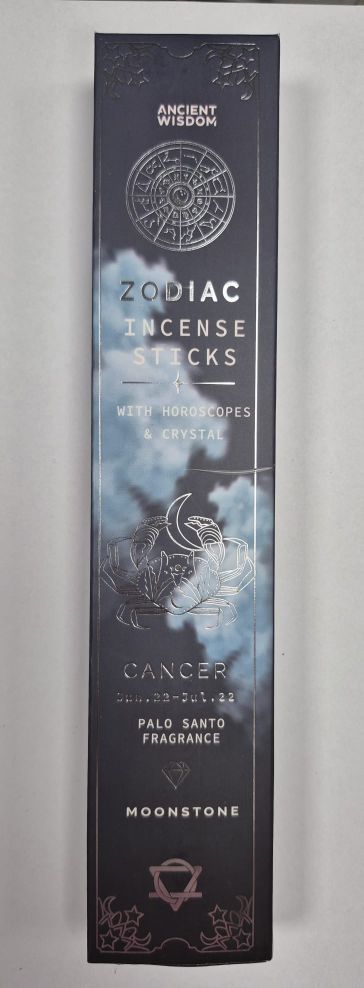 ANCIENT
WISDOM
ZODIAC
INCENSE
STICKS
WITH HOROSCOPES
& CRYSTAL
CANCER
Jun.22-Jul.22
PALO SANTO
FRAGRANCE
MOONSTONE